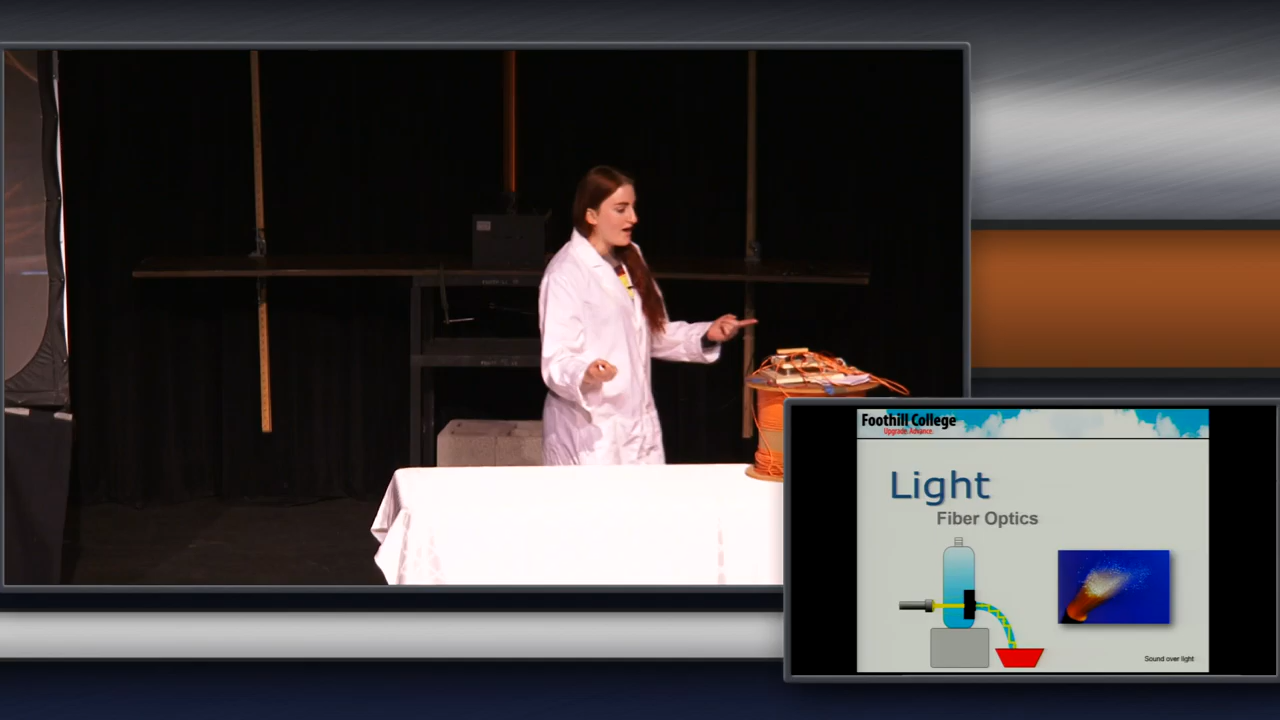 Foothill College
Upgrade. Advance.
Light
Fiber Optics
Sound over light